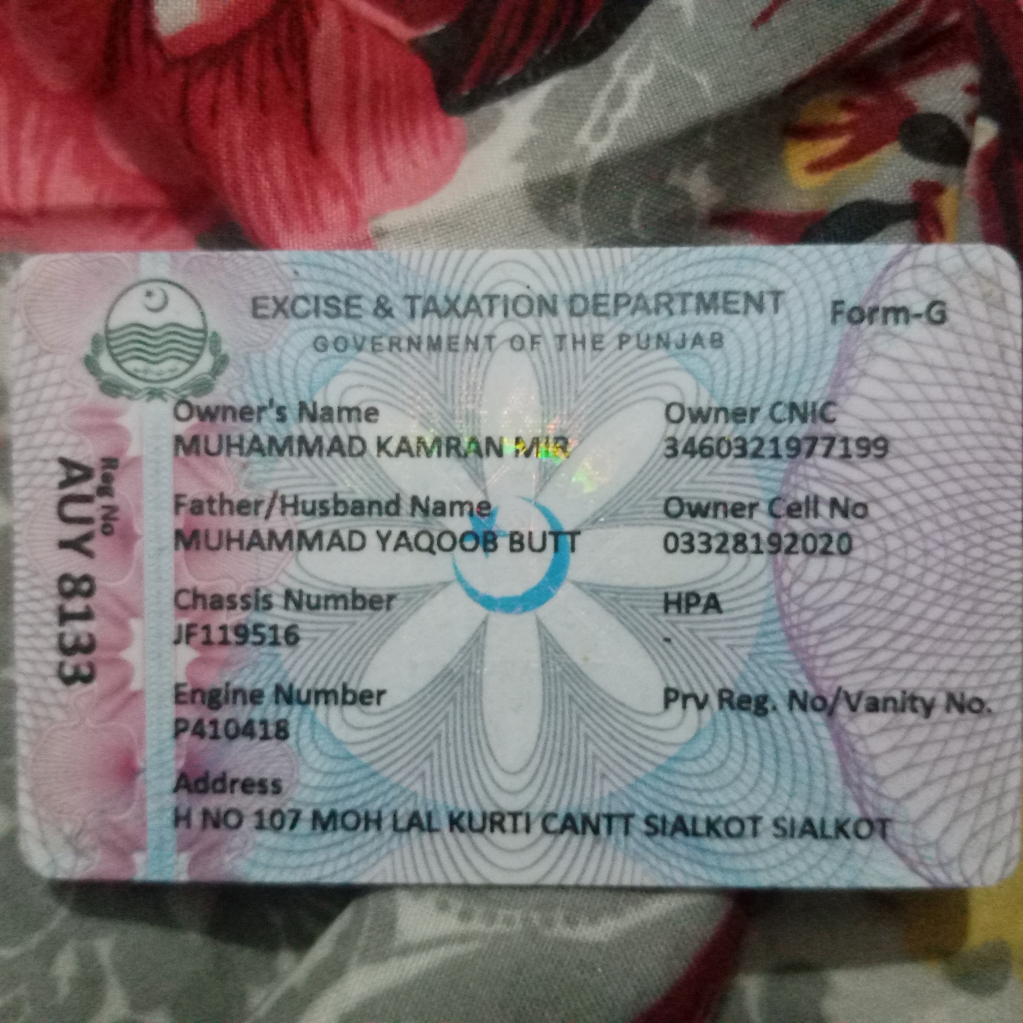 EXCISE & TAXATION DEPARTMENT
Form-G
GOVERNMENT OF THE PUNJAB
Owner's Name
MUHAMMAD KAMRAN MIR
Owner CNIC
3460321977199
Father/Husband Name
MUHAMMAD YAQOOB BUTT
Owner Cell No
03328192020
Chassis Number
JF119516
HPA
-
Engine Number
P410418
Prv Reg. No/Vanity No.
Address
H NO 107 MOH LAL KURTI CANTT SIALKOT SIALKOT
Reg No
AUY 8133